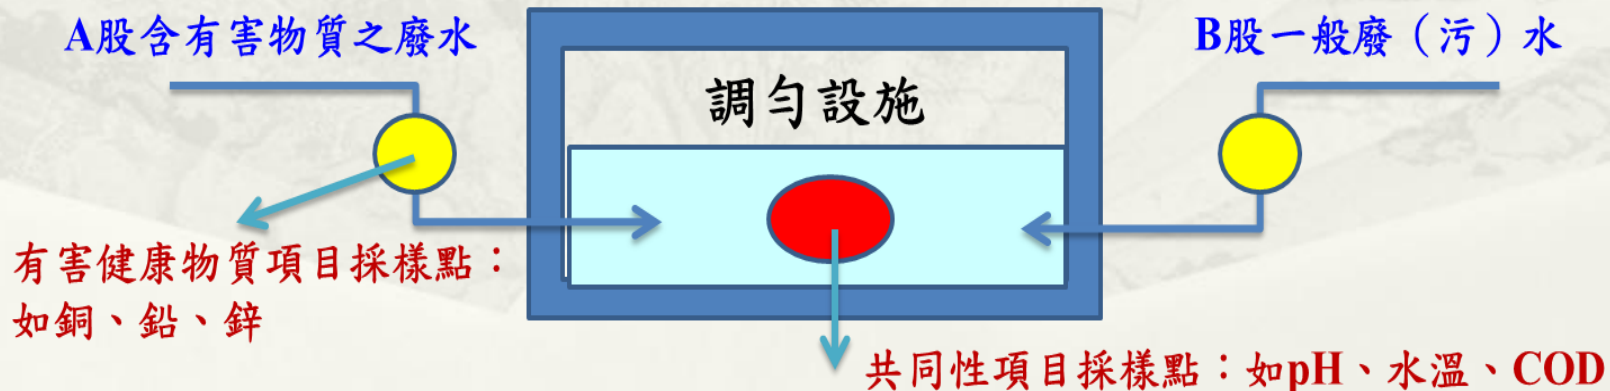 A股含有害物質之廢水
調勻設施
B股一般廢（污）水
有害健康物質項目採樣點：
如銅、鉛、鋅
共同性項目採樣點：如pH、水溫、COD